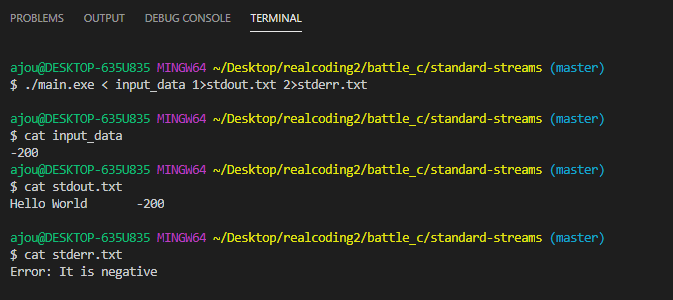 PROBLEMS OUTPUT DEBUG CONSOLE TERMINAL
ajou@DESKTOP-635U835 MINGW64 ~/Desktop/realcoding2/battle_c/standard-streams (master)
$ ./main.exe < input_data 1>stdout.txt 2>stderr.txt
ajou@DESKTOP-635U835 MINGW64 ~/Desktop/realcoding2/battle_c/standard-streams (master)
$ cat input_data
-200
ajou@DESKTOP-635U835 MINGW64 ~/Desktop/realcoding2/battle_c/standard-streams (master)
$ cat stdout.txt
Hello World       -200
ajou@DESKTOP-635U835 MINGW64 ~/Desktop/realcoding2/battle_c/standard-streams (master)
$ cat stderr.txt
Error: It is negative